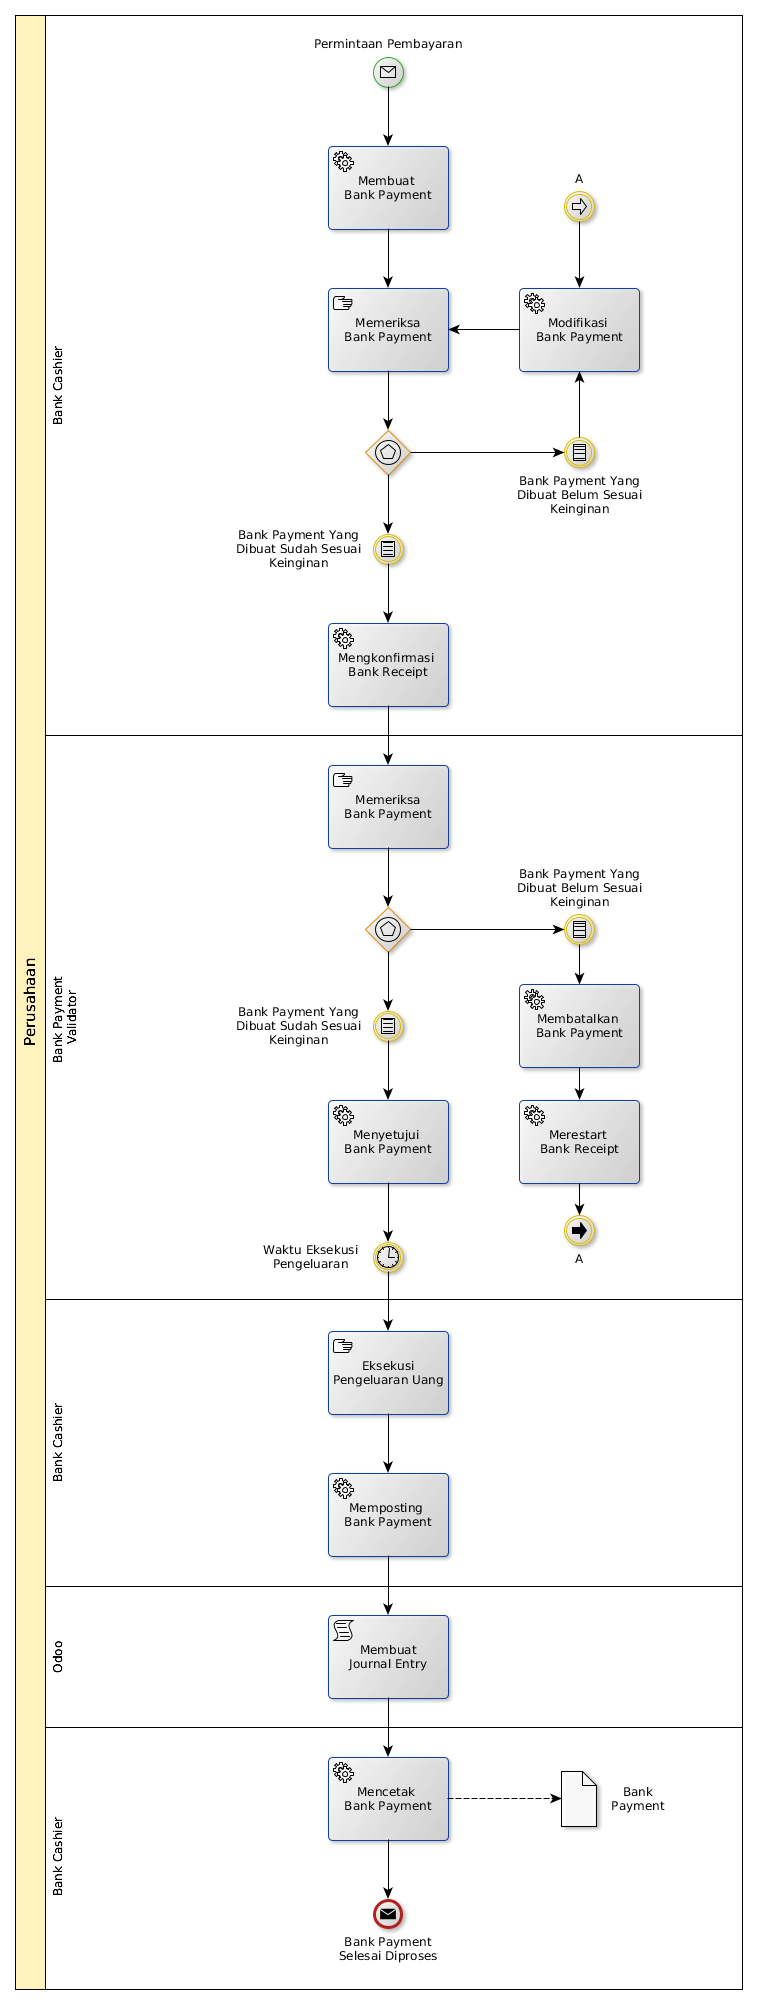 Perusahaan
Bank Cashier
Permintaan Pembayaran
Membuat
Bank Payment
A
Memeriksa
Bank Payment
Modifikasi
Bank Payment
Bank Payment Yang
Dibuat Belum Sesuai
Keinginan
Bank Payment Yang
Dibuat Sudah Sesuai
Keinginan
Mengkonfirmasi
Bank Receipt
Bank Payment
Validator
Memeriksa
Bank Payment
Bank Payment Yang
Dibuat Belum Sesuai
Keinginan
Bank Payment Yang
Dibuat Sudah Sesuai
Keinginan
Membatalkan
Bank Payment
Menyetujui
Bank Payment
Merestart
Bank Receipt
Waktu Eksekusi
Pengeluaran
A
Bank Cashier
Eksekusi
Pengeluaran Uang
Memposting
Bank Payment
Odoo
Membuat
Journal Entry
Bank Cashier
Mencetak
Bank Payment
Bank
Payment
Bank Payment
Selesai Diproses